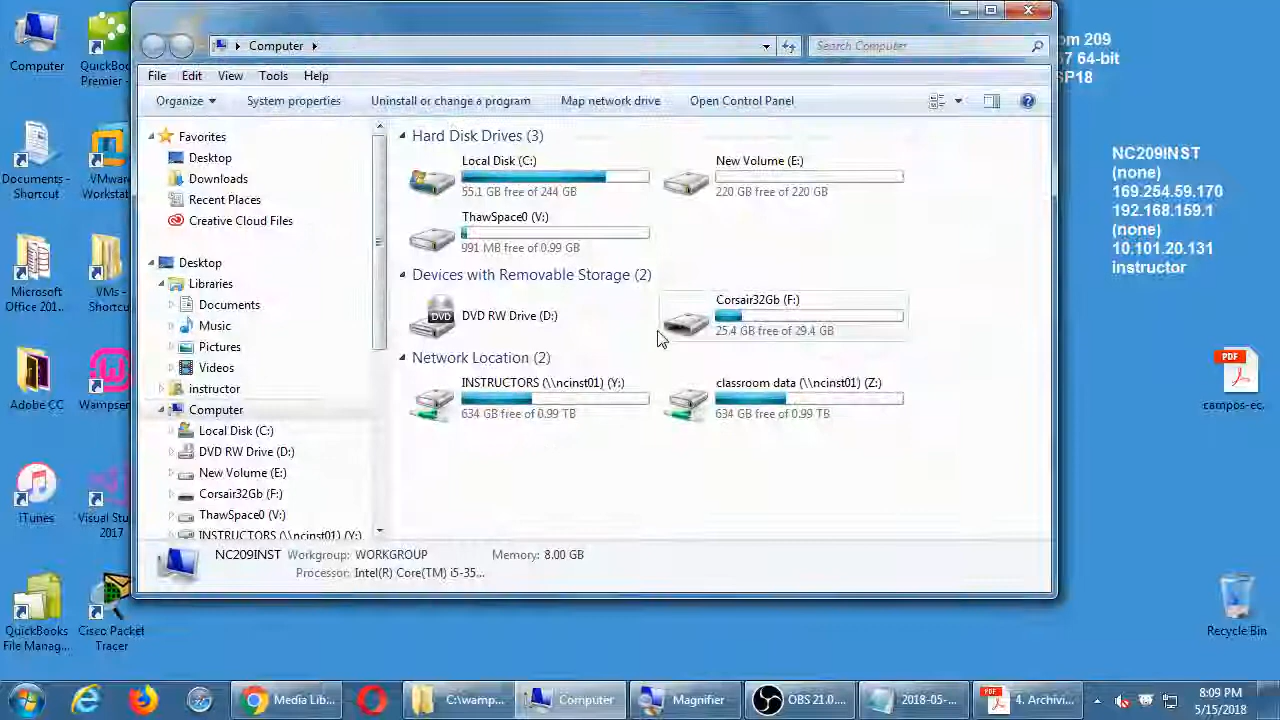 Computer
QuickBo
Premier -
Documents -
Shortcut
VMw
Workstat
Microsoft
Office 201...
VMs -
Shortcu
Adobe CC
Wampser
iTunes
Visual Stu
2017
QuickBooks
File Manag...
Cisco Packet
Tracer
Computer
Search Computer
File Edit View Tools Help
Organize System properties Uninstall or change a program Map network drive Open Control Panel
Favorites
Desktop
Downloads
Recent Places
Creative Cloud Files
Desktop
Libraries
Documents
Music
Pictures
Videos
instructor
Computer
Local Disk (C:)
DVD RW Drive (D:)
New Volume (E:)
Corsair32Gb (F:)
ThawSpace0 (V:)
INSTRUCTORS (\\ncinst01) (Y:)
Hard Disk Drives (3)
Local Disk (C:)
55.1 GB free of 244 GB
New Volume (E:)
220 GB free of 220 GB
ThawSpace0 (V:)
991 MB free of 0.99 GB
Devices with Removable Storage (2)
DVD
DVD RW Drive (D:)
Corsair32Gb (F:)
25.4 GB free of 29.4 GB
Network Location (2)
INSTRUCTORS (\\ncinst01) (Y:)
634 GB free of 0.99 TB
classroom data (\\ncinst01) (Z:)
634 GB free of 0.99 TB
NC209INST Workgroup: WORKGROUP Memory: 8.00 GB
Processor: Intel(R) Core(TM) i5-35...
om 209
7 64-bit
SP18
NC209INST
(none)
169.254.59.170
192.168.159.1
(none)
10.101.20.131
instructor
PDF
campos-ec.
Recycle Bin
Media Lib...
C:\wamp...
Computer
Magnifier
OBS 21.0....
2018-05-...
PDF
4. Archivi...
8:09 PM
5/15/2018